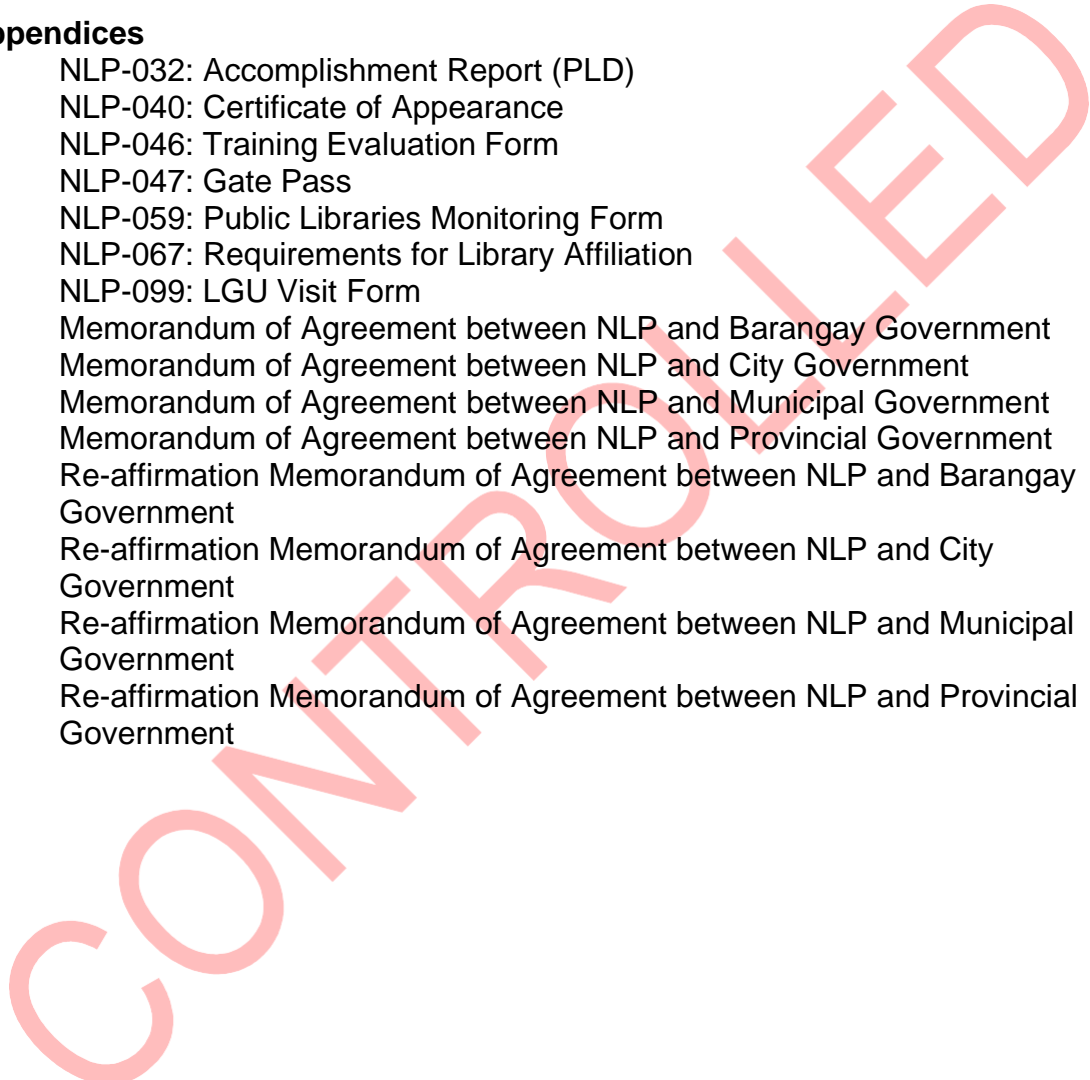 ppendices
NLP-032: Accomplishment Report (PLD)
NLP-040: Certificate of Appearance
NLP-046: Training Evaluation Form
NLP-047: Gate Pass
NLP-059: Public Libraries Monitoring Form
NLP-067: Requirements for Library Affiliation
NLP-099: LGU Visit Form
Memorandum of Agreement between NLP and Barangay Government
Memorandum of Agreement between NLP and City Government
Memorandum of Agreement between NLP and Municipal Government
Memorandum of Agreement between NLP and Provincial Government
Re-affirmation Memorandum of Agreement between NLP and Barangay
Government
Re-affirmation Memorandum of Agreement between NLP and City
Government
Re-affirmation Memorandum of Agreement between NLP and Municipal
Government
Re-affirmation Memorandum of Agreement between NLP and Provincial
Government
CONTROLLED